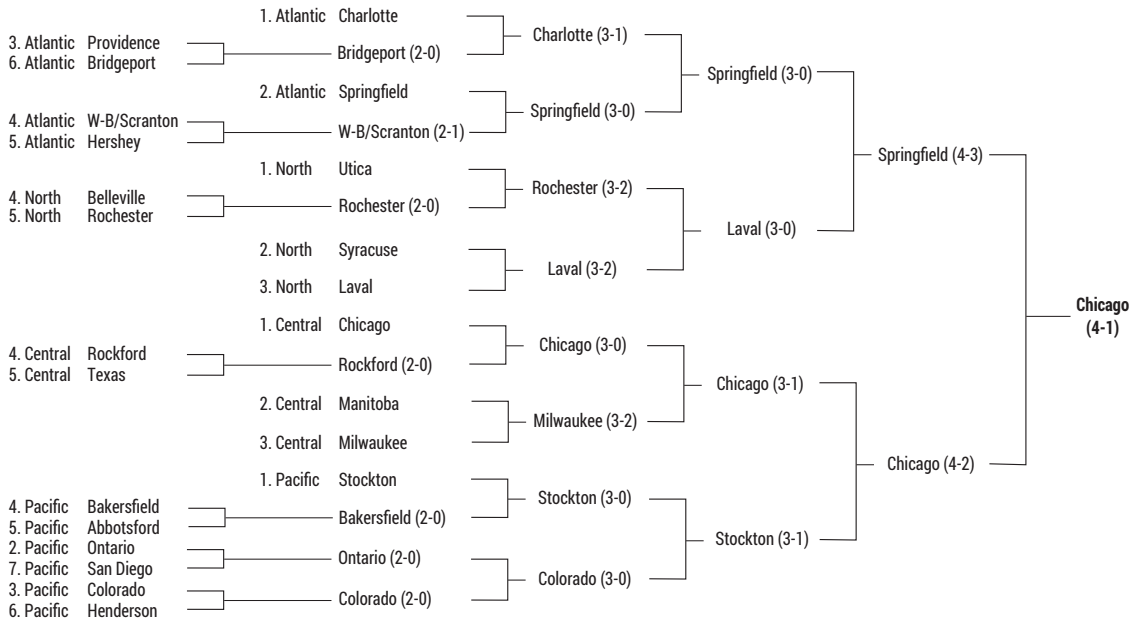 1. Atlantic Charlotte
3. Atlantic Providence
6. Atlantic Bridgeport
Bridgeport (2-0)
Charlotte (3-1)
2. Atlantic Springfield
4. Atlantic W-B/Scranton
5. Atlantic Hershey
W-B/Scranton (2-1)
Springfield (3-0)
Springfield (3-0)
1. North Utica
4. North Belleville
5. North Rochester
Rochester (2-0)
Rochester (3-2)
2. North Syracuse
3. North Laval
Laval (3-2)
Laval (3-0)
Springfield (4-3)
1. Central Chicago
4. Central Rockford
5. Central Texas
Rockford (2-0)
Chicago (3-0)
2. Central Manitoba
3. Central Milwaukee
Milwaukee (3-2)
Chicago (3-1)
1. Pacific Stockton
4. Pacific Bakersfield
5. Pacific Abbotsford
Bakersfield (2-0)
Stockton (3-0)
2. Pacific Ontario
7. Pacific San Diego
Ontario (2-0)
3. Pacific Colorado
6. Pacific Henderson
Colorado (2-0)
Colorado (3-0)
Stockton (3-1)
Chicago (4-2)
Chicago
(4-1)